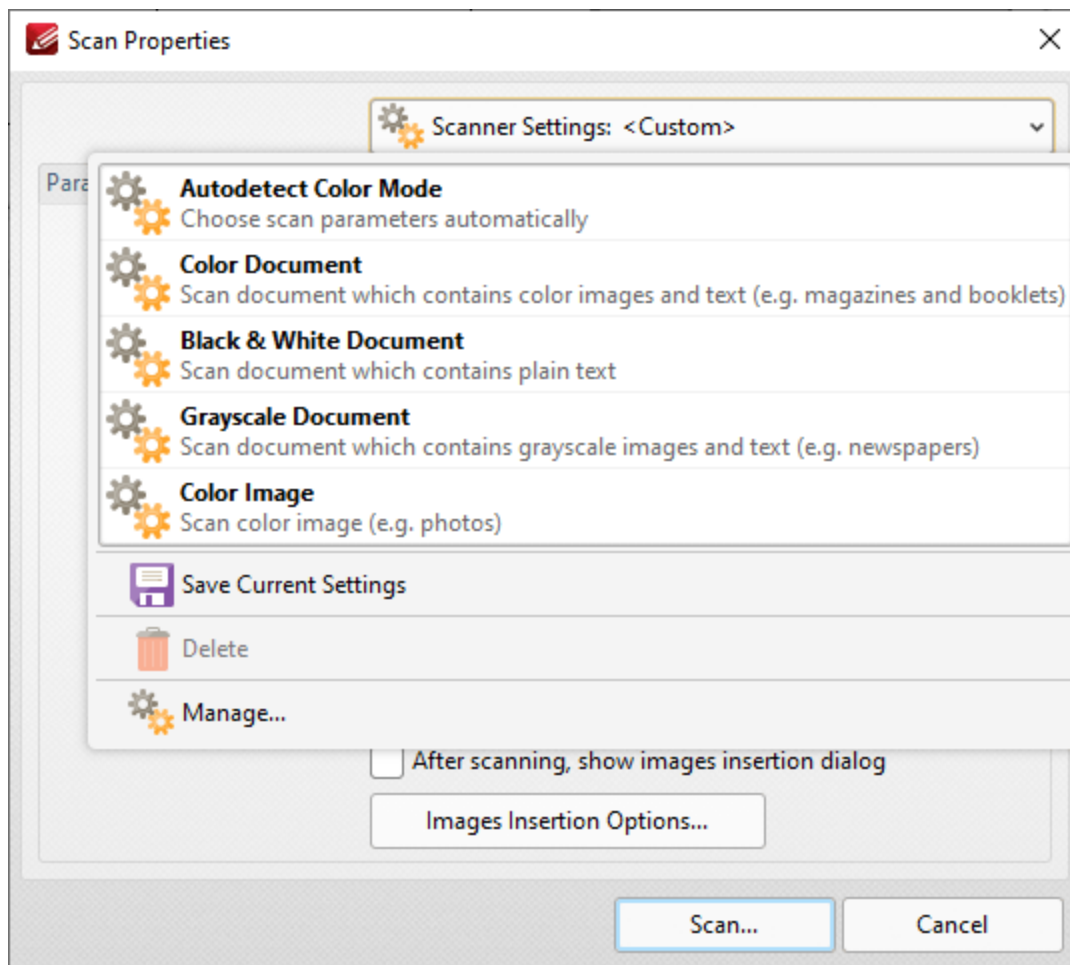 Scan Properties
Scanner Settings: <Custom>
Para
Autodetect Color Mode
Choose scan parameters automatically
Color Document
Scan document which contains color images and text (e.g. magazines and booklets)
Black & White Document
Scan document which contains plain text
Grayscale Document
Scan document which contains grayscale images and text (e.g. newspapers)
Color Image
Scan color image (e.g. photos)
Save Current Settings
Delete
Manage...
After scanning, show images insertion dialog
Images Insertion Options...
Scan...
Cancel